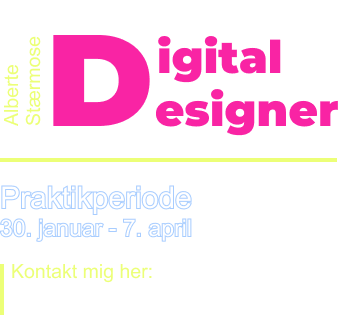 Alberte
Stærmose
Digital
Designer
Praktikperiode
30. januar - 7. april
Kontakt mig her: